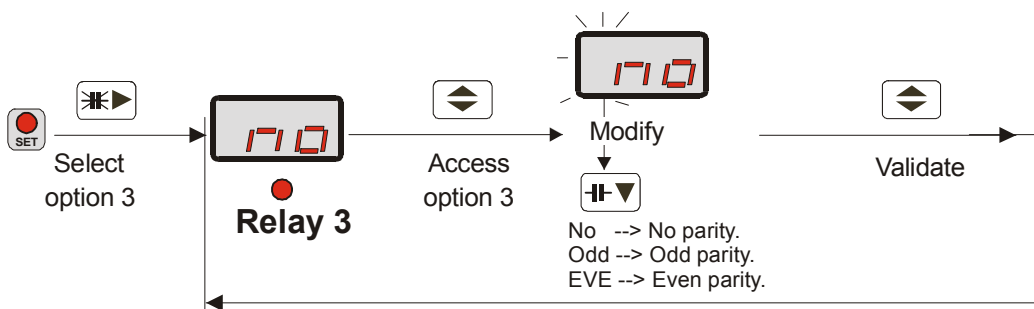 no
no
Modify
SET
Select
option 3
Relay 3
Access
option 3
Validate
No --> No parity.
Odd --> Odd parity.
EVE --> Even parity.